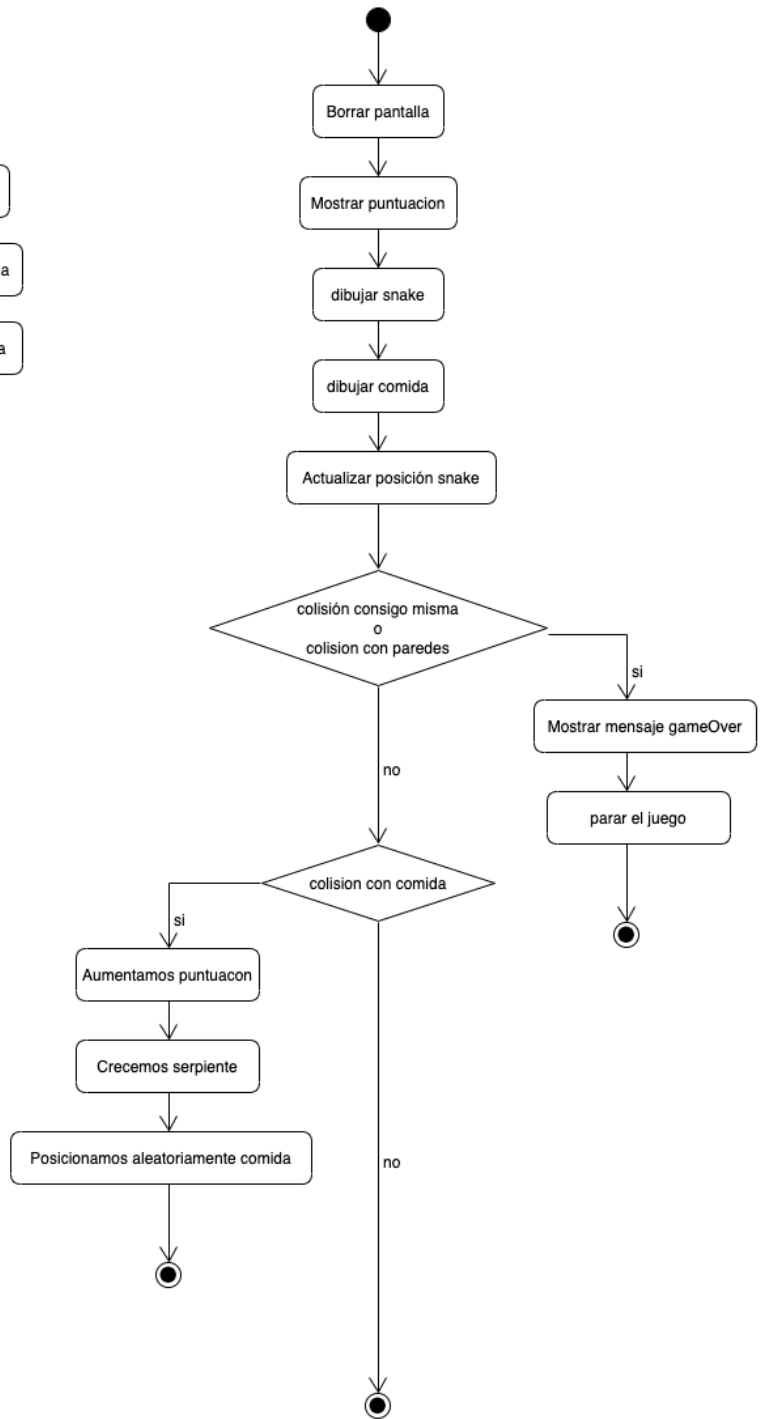 Borrar pantalla
Mostrar puntuacion
a
dibujar snake
a
dibujar comida
Actualizar posición snake
colisión consigo misma
o
colision con paredes
si
Mostrar mensaje gameOver
no
parar el juego
colision con comida
si
Aumentamos puntuacon
Crecemos serpiente
Posicionamos aleatoriamente comida
no